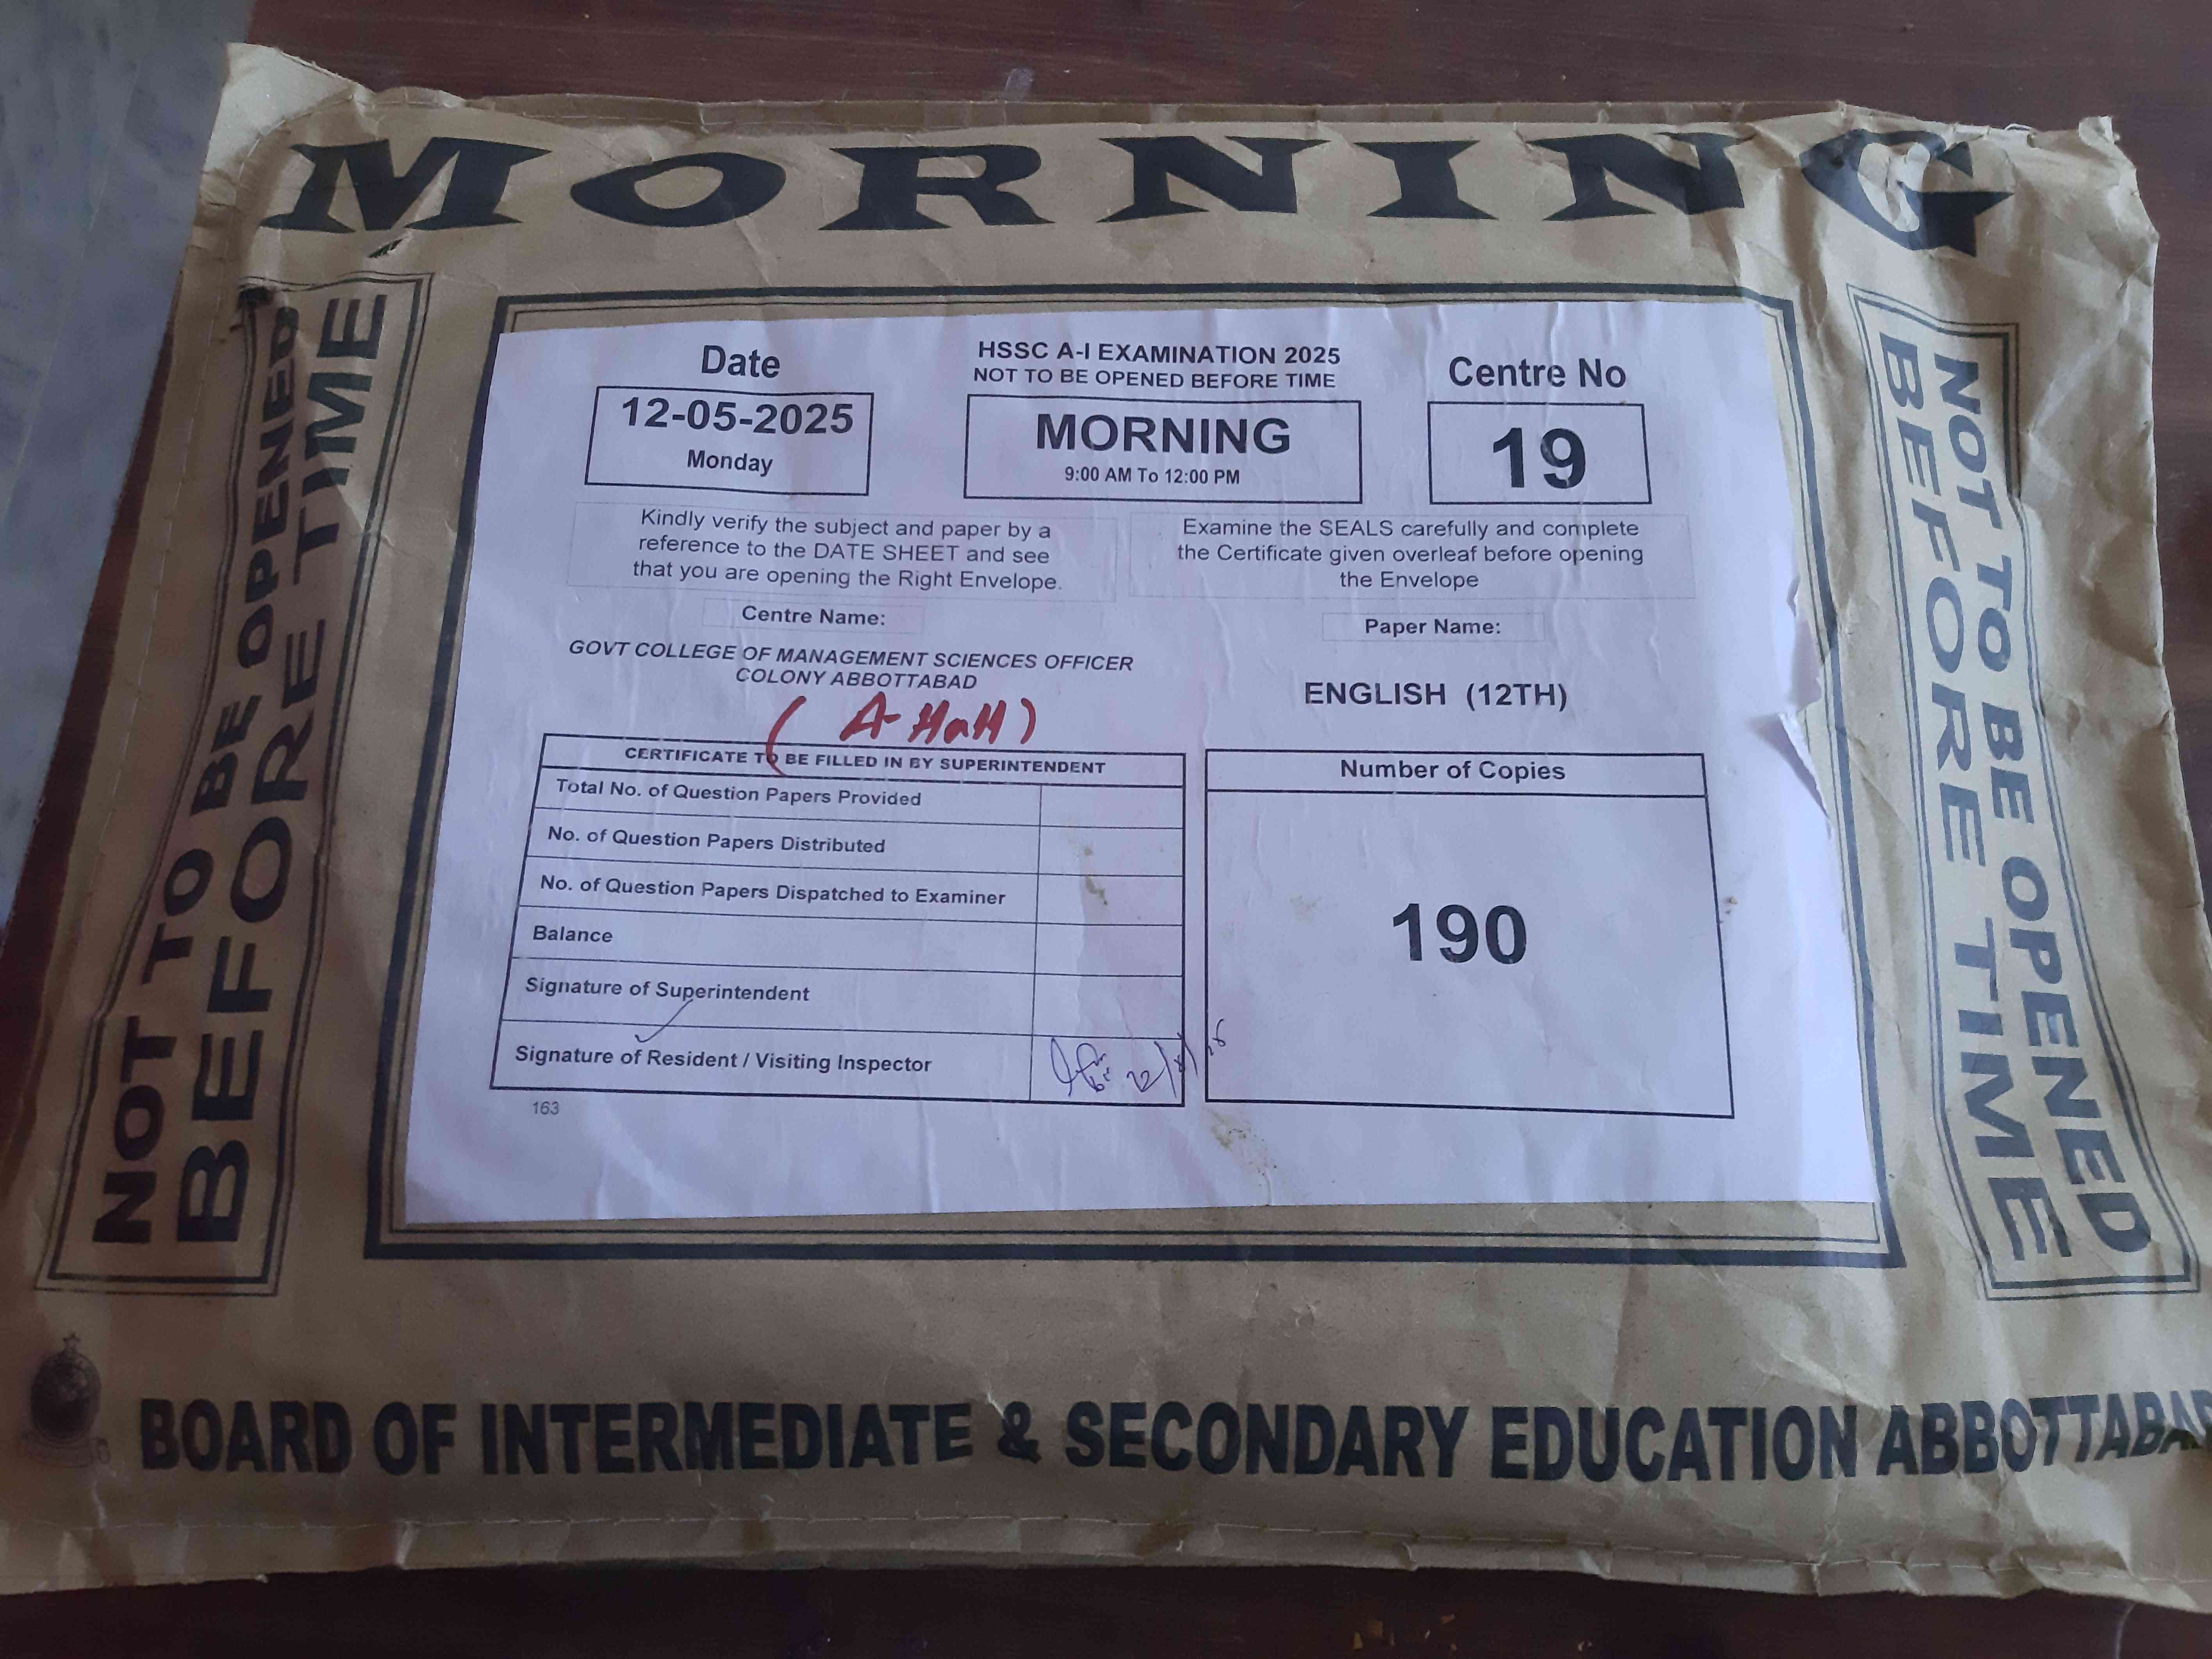 MORNING
NOT TO BE OPENED
BEFORE TIME
Date
12-05-2025
Monday
HSSC A-I EXAMINATION 2025
NOT TO BE OPENED BEFORE TIME
MORNING
9:00 AM To 12:00 PM
Centre No
19
Kindly verify the subject and paper by a
reference to the DATE SHEET and see
that you are opening the Right Envelope.
Examine the SEALS carefully and complete
the Certificate given overleaf before opening
the Envelope
Centre Name:
GOVT COLLEGE OF MANAGEMENT SCIENCES OFFICER
COLONY ABBOTTABAD
Paper Name:
ENGLISH (12TH)
CERTIFICATE TO BE FILLED IN BY SUPERINTENDENT
Total No. of Question Papers Provided
No. of Question Papers Distributed
No. of Question Papers Dispatched to Examiner
Balance
Signature of Superintendent
Signature of Resident / Visiting Inspector
163
Number of Copies
190
NOT TO BE OPENED
BEFORE TIME
BOARD OF INTERMEDIATE & SECONDARY EDUCATION ABBOTTABAD